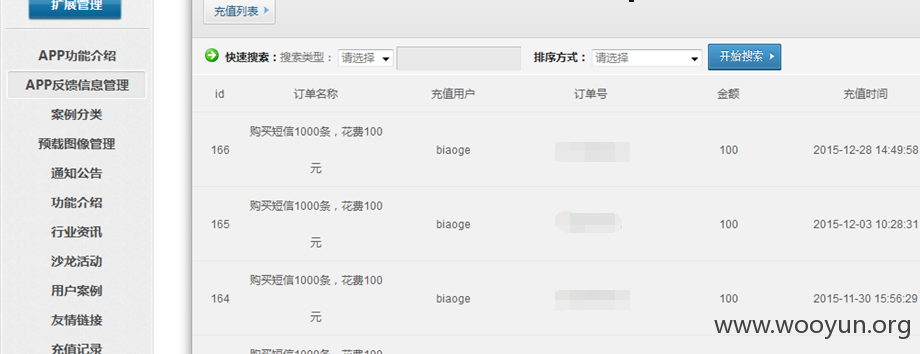 扩展管理
APP功能介绍
APP反馈信息管理
案例分类
预载图像管理
通知公告
功能介绍
行业资讯
沙龙活动
用户案例
友情链接
充值记录
充值列表
快速搜索：搜索类型： 请选择 排序方式： 请选择 开始搜索
id 订单名称 充值用户 订单号 金额 充值时间
购买短信1000条，花费100
166 biaoge 100 2015-12-28 14:49:58
元
购买短信1000条，花费100
165 biaoge 100 2015-12-03 10:28:31
元
购买短信1000条，花费100
164 biaoge 100 2015-11-30 15:56:29
元
购买短信1000条，花费100
www.wooyun.org